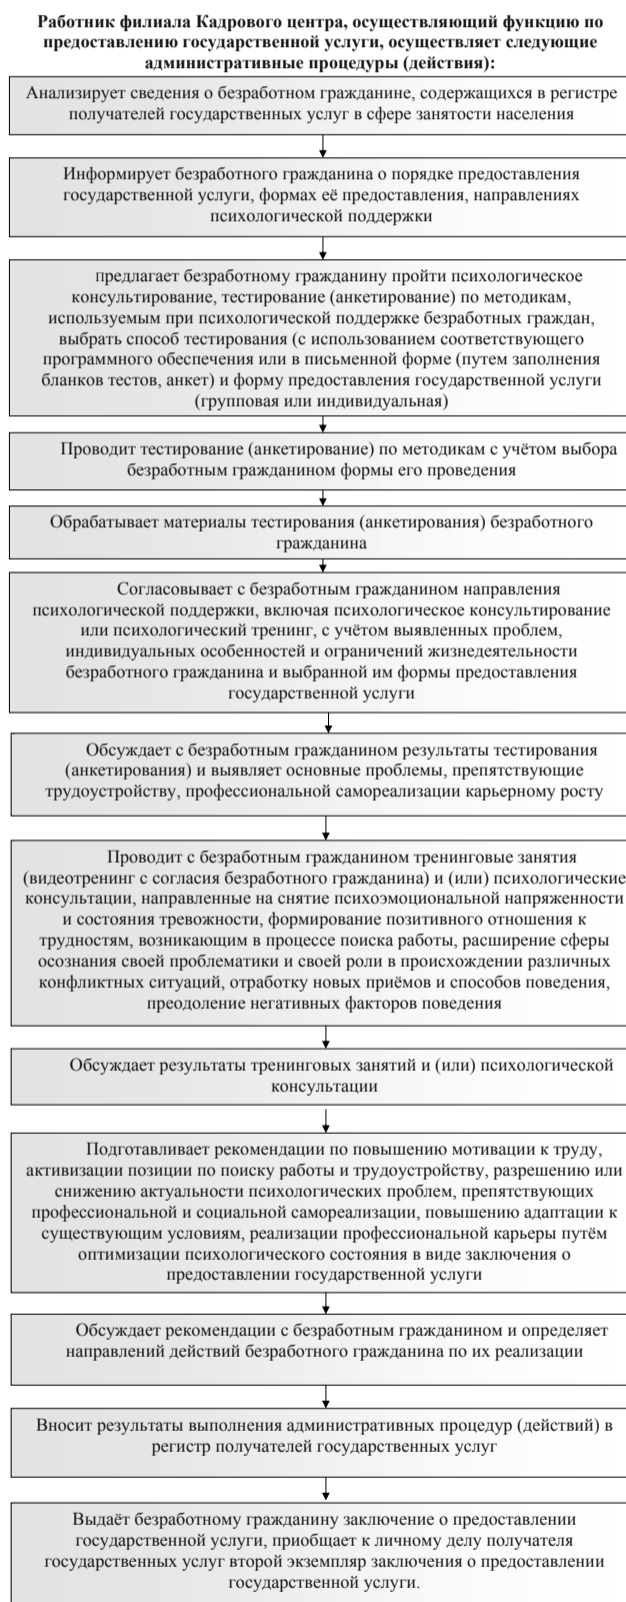 Работник филиала Кадрового центра, осуществляющий функцию по
предоставлению государственной услуги, осуществляет следующие
административные процедуры (действия):
Анализирует сведения о безработном гражданине, содержащихся в регистре
получателей государственных услуг в сфере занятости населения
Информирует безработного гражданина о порядке предоставления
государственной услуги, формах её предоставления, направлениях
психологической поддержки
предлагает безработному гражданину пройти психологическое
консультирование, тестирование (анкетирование) по методикам,
используемым при психологической поддержке безработных граждан,
выбрать способ тестирования (с использованием соответствующего
программного обеспечения или в письменной форме (путем заполнения
бланков тестов, анкет) и форму предоставления государственной услуги
(групповая или индивидуальная)
Проводит тестирование (анкетирование) по методикам с учётом выбора
безработным гражданином формы его проведения
Обрабатывает материалы тестирования (анкетирования) безработного
гражданина
Согласовывает с безработным гражданином направления
психологической поддержки, включая психологическое консультирование
или психологический тренинг, с учётом выявленных проблем,
индивидуальных особенностей и ограничений жизнедеятельности
безработного гражданина и выбранной им формы предоставления
государственной услуги
Обсуждает с безработным гражданином результаты тестирования
(анкетирования) и выявляет основные проблемы, препятствующие
трудоустройству, профессиональной самореализации карьерному росту
Проводит с безработным гражданином тренинговые занятия
(видеотренинг с согласия безработного гражданина) и (или) психологические
консультации, направленные на снятие психоэмоциональной напряженности
и состояния тревожности, формирование позитивного отношения к
трудностям, возникающим в процессе поиска работы, расширение сферы
осознания своей проблематики и своей роли в происхождении различных
конфликтных ситуаций, отработку новых приёмов и способов поведения,
преодоление негативных факторов поведения
Обсуждает результаты тренинговых занятий и (или) психологической
консультации
Подготавливает рекомендации по повышению мотивации к труду,
активизации позиции по поиску работы и трудоустройству, разрешению или
снижению актуальности психологических проблем, препятствующих
профессиональной и социальной самореализации, повышению адаптации к
существующим условиям, реализации профессиональной карьеры путём
оптимизации психологического состояния в виде заключения о
предоставлении государственной услуги
Обсуждает рекомендации с безработным гражданином и определяет
направлений действий безработного гражданина по их реализации
Вносит результаты выполнения административных процедур (действий) в
регистр получателей государственных услуг
Выдаёт безработному гражданину заключение о предоставлении
государственной услуги, приобщает к личному делу получателя
государственных услуг второй экземпляр заключения о предоставлении
государственной услуги.